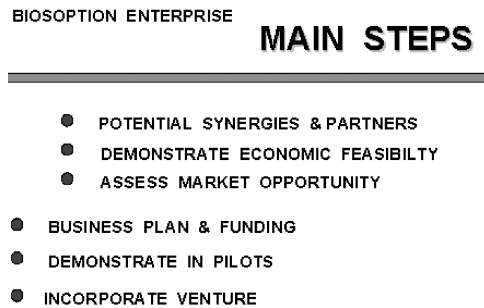 BIOSOPTION ENTERPRISE
MAIN STEPS
POTENTIAL SYNERGIES & PARTNERS
DEMONSTRATE ECONOMIC FEASIBILTY
ASSESS MARKET OPPORTUNITY
BUSINESS PLAN & FUNDING
DEMONSTRATE IN PILOTS
INCORPORATE VENTURE